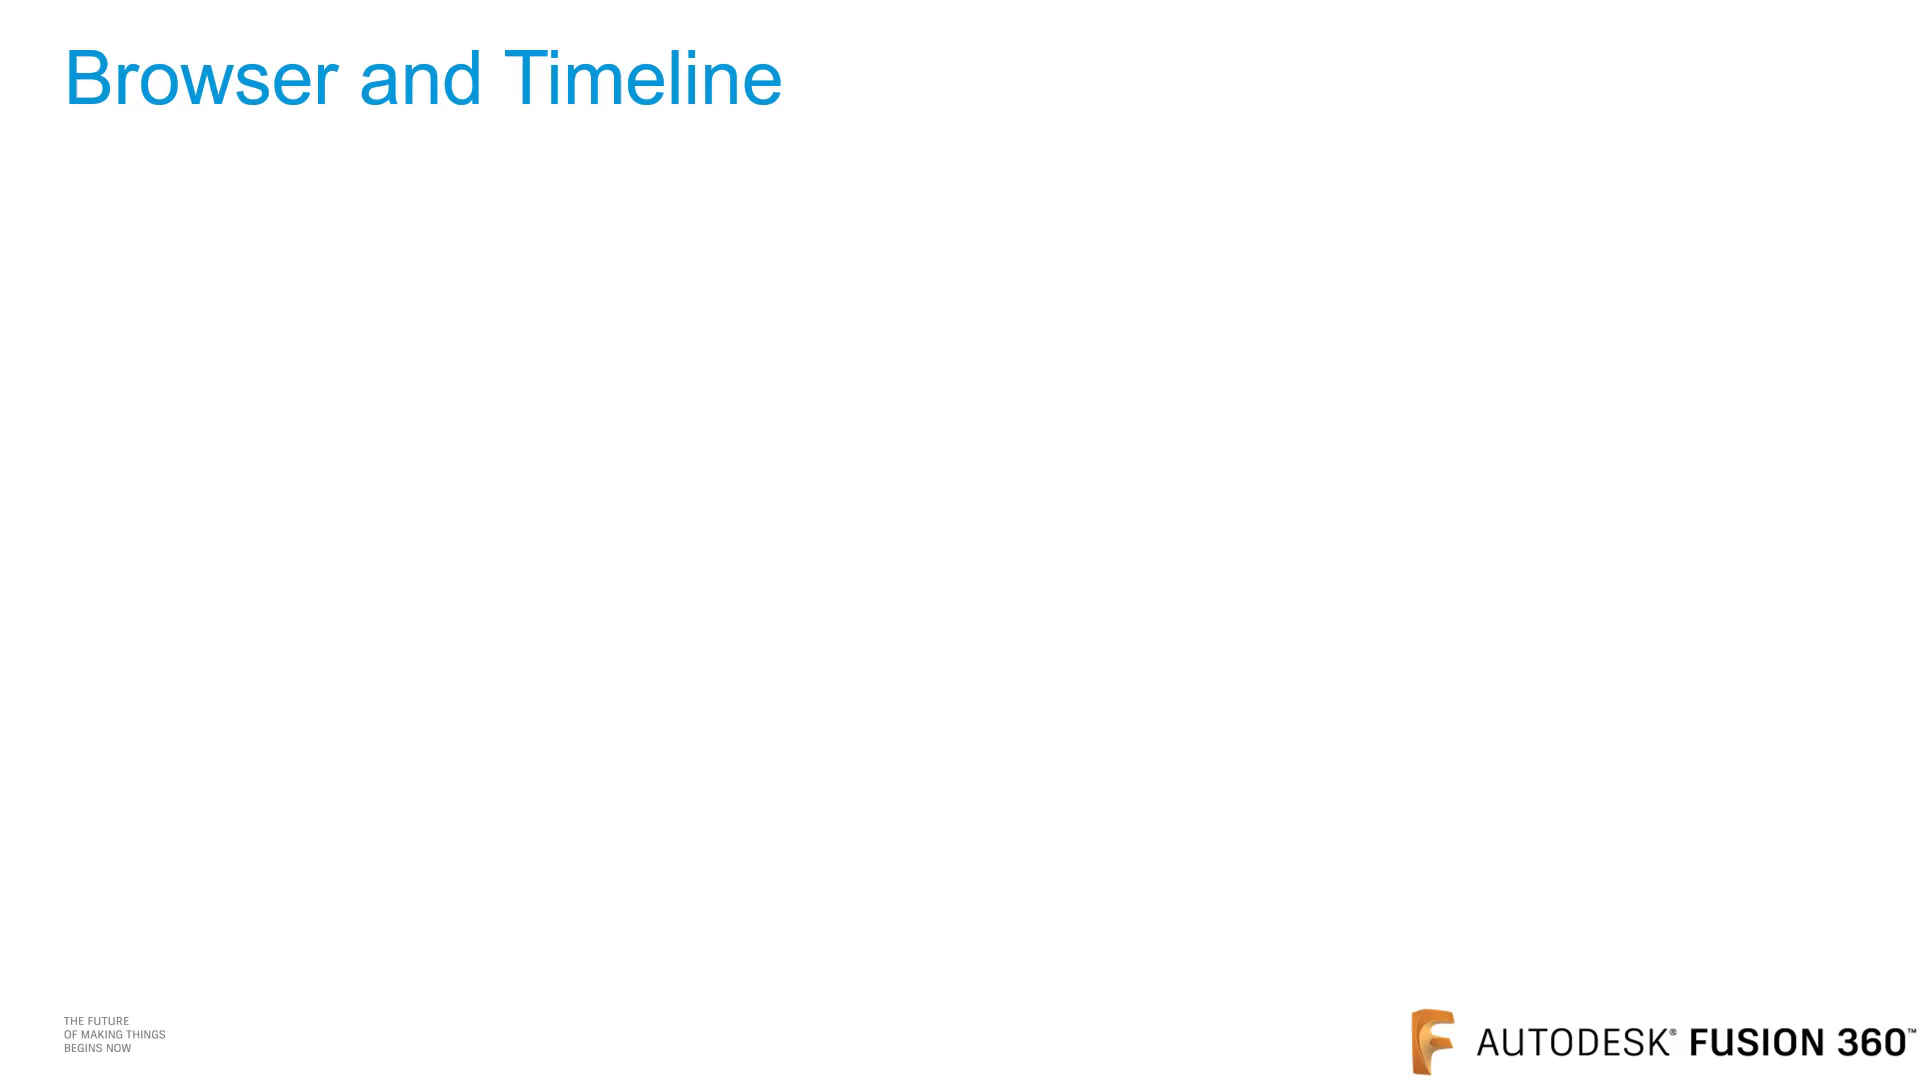 Browser and Timeline
THE FUTURE
OF MAKING THINGS
BEGINS NOW
AUTODESK® FUSION 360™